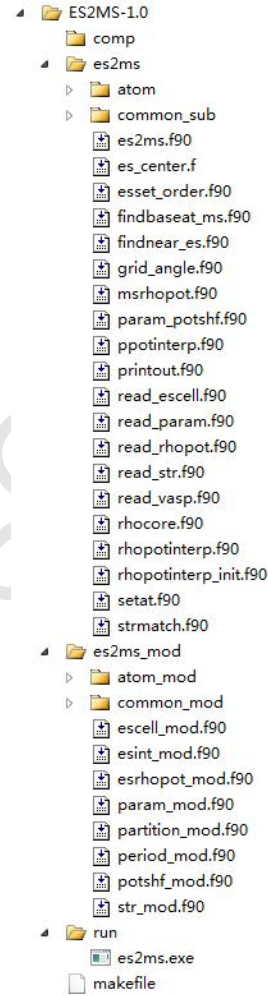 ES2MS-1.0
comp
es2ms
atom
common_sub
es2ms.f90
es_center.f
esset_order.f90
findbaseat_ms.f90
findnear_es.f90
grid_angle.f90
msrhopot.f90
param_potshf.f90
ppotinterp.f90
printout.f90
read_escell.f90
read_param.f90
read_rhopot.f90
read_str.f90
read_vasp.f90
rhocore.f90
rhopotinterp.f90
rhopotinterp_init.f90
setat.f90
strmatch.f90
es2ms_mod
atom_mod
common_mod
escell_mod.f90
esint_mod.f90
esrhopot_mod.f90
param_mod.f90
partition_mod.f90
period_mod.f90
potshf_mod.f90
str_mod.f90
run
es2ms.exe
makefile